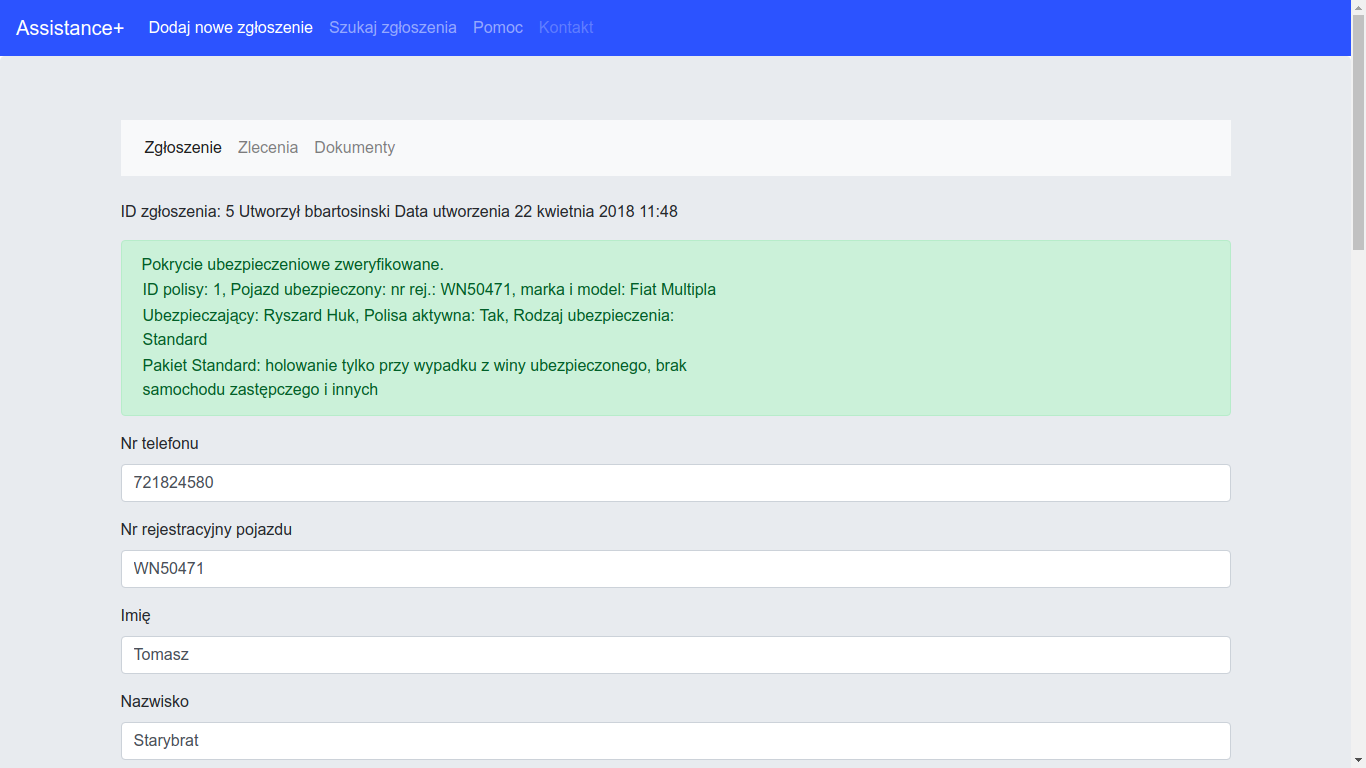 Assistance+ Dodaj nowe zgłoszenie Szukaj zgłoszenia Pomoc Kontakt
Zgłoszenie Zlecenia Dokumenty
ID zgłoszenia: 5 Utworzył bbartosinski Data utworzenia 22 kwietnia 2018 11:48
Pokrycie ubezpieczeniowe zweryfikowane.
ID polisy: 1, Pojazd ubezpieczony: nr rej.: WN50471, marka i model: Fiat Multipla
Ubezpieczający: Ryszard Huk, Polisa aktywna: Tak, Rodzaj ubezpieczenia:
Standard
Pakiet Standard: holowanie tylko przy wypadku z winy ubezpieczonego, brak
samochodu zastępczego i innych
Nr telefonu
721824580
Nr rejestracyjny pojazdu
WN50471
Imię
Tomasz
Nazwisko
Starybrat